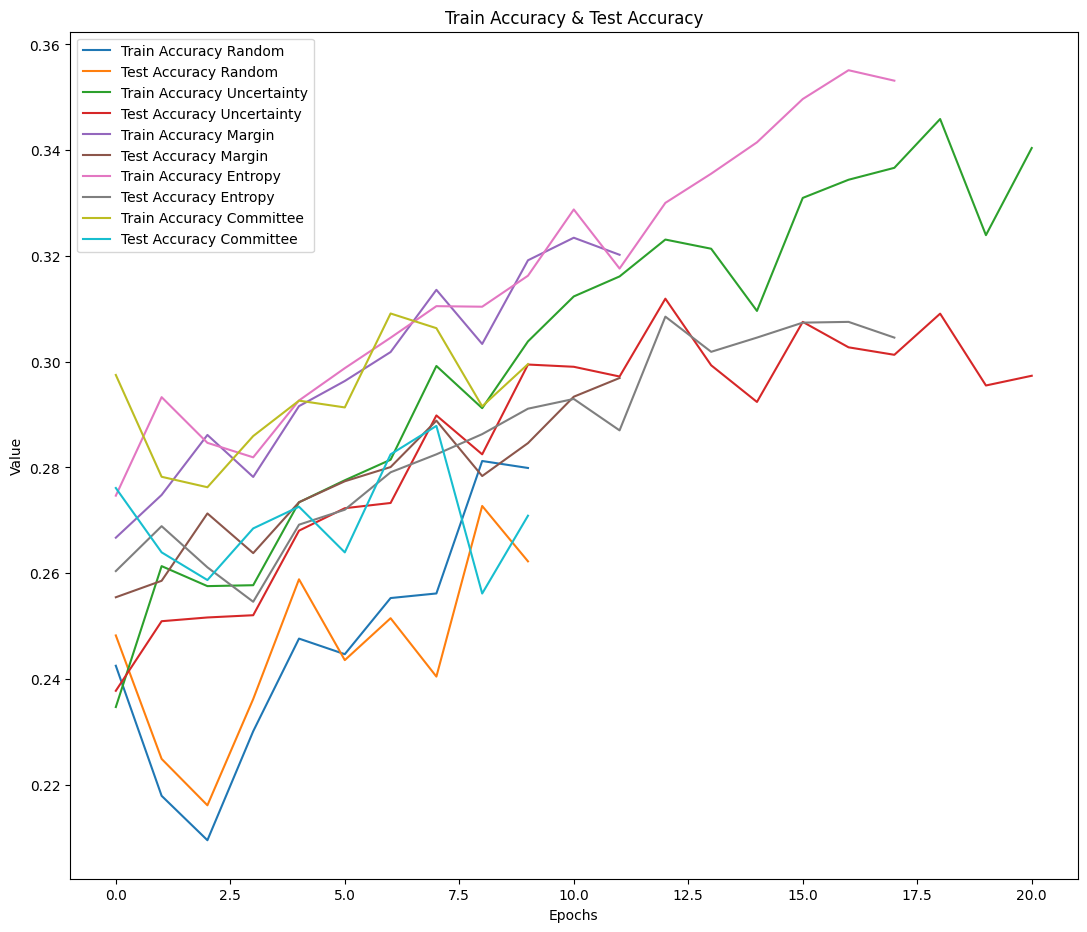 Train Accuracy & Test Accuracy
0.36
0.34
0.32
0.30
0.28
0.26
0.24
0.22
Value
Train Accuracy Random
Test Accuracy Random
Train Accuracy Uncertainty
Test Accuracy Uncertainty
Train Accuracy Margin
Test Accuracy Margin
Train Accuracy Entropy
Test Accuracy Entropy
Train Accuracy Committee
Test Accuracy Committee
0.0 2.5 5.0 7.5 10.0 12.5 15.0 17.5 20.0
Epochs